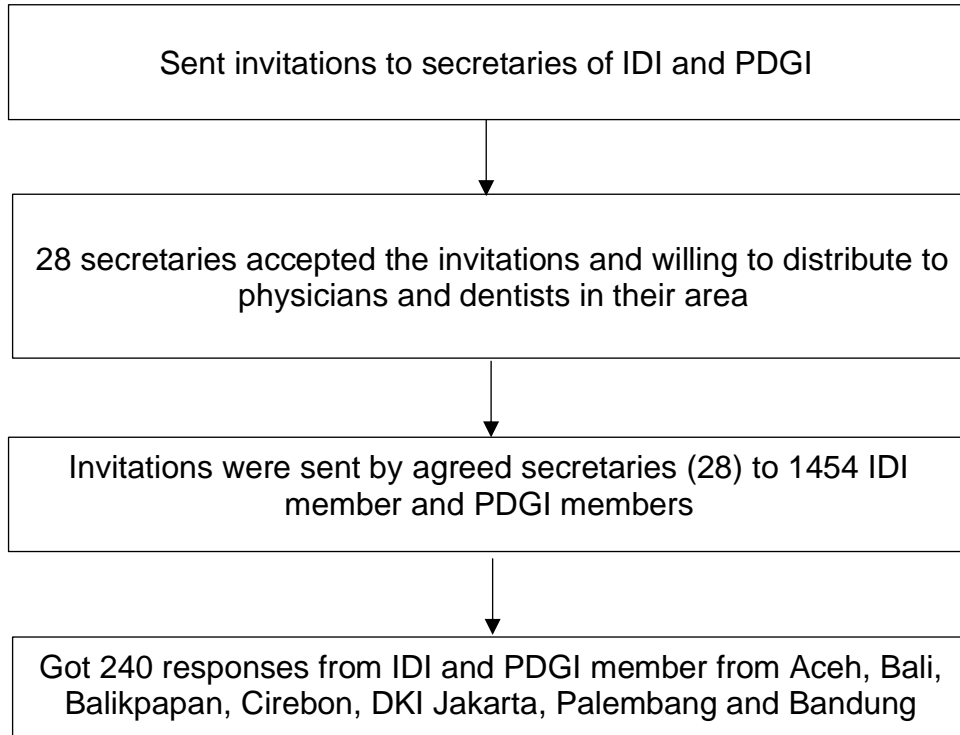 Sent invitations to secretaries of IDI and PDGI
28 secretaries accepted the invitations and willing to distribute to
physicians and dentists in their area
Invitations were sent by agreed secretaries (28) to 1454 IDI
member and PDGI members
Got 240 responses from IDI and PDGI member from Aceh, Bali,
Balikpapan, Cirebon, DKI Jakarta, Palembang and Bandung